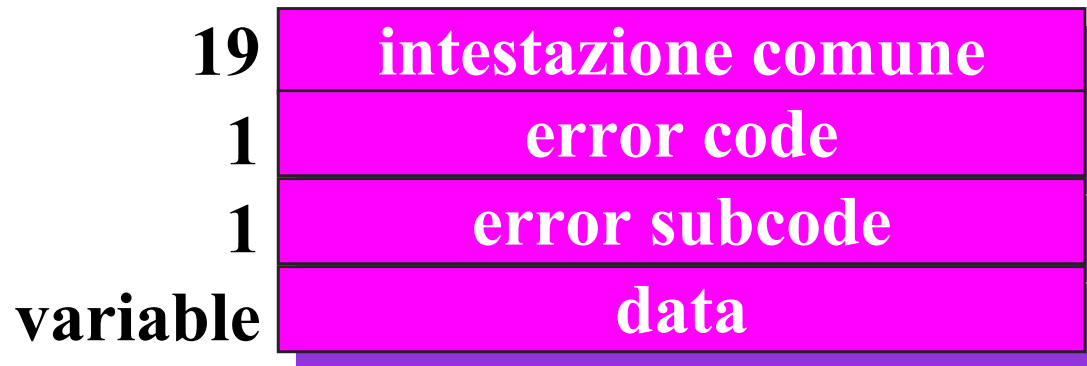 19 intestazione comune
1 error code
1 error subcode
variable data